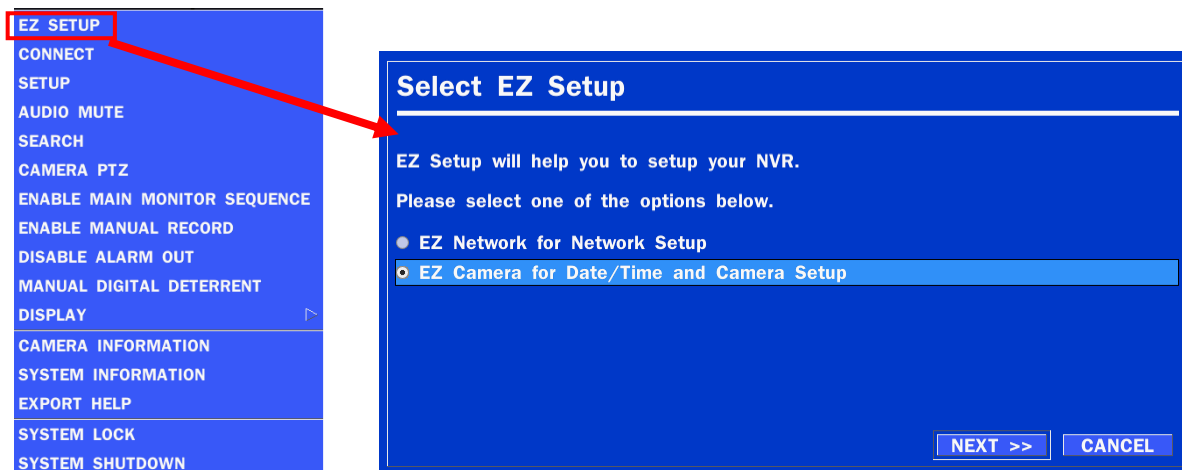 EZ SETUP
CONNECT
SETUP
AUDIO MUTE
SEARCH
CAMERA PTZ
ENABLE MAIN MONITOR SEQUENCE
ENABLE MANUAL RECORD
DISABLE ALARM OUT
MANUAL DIGITAL DETERRENT
DISPLAY
CAMERA INFORMATION
SYSTEM INFORMATION
EXPORT HELP
SYSTEM LOCK
SYSTEM SHUTDOWN
Select EZ Setup
EZ Setup will help you to setup your NVR.
Please select one of the options below.
EZ Network for Network Setup
EZ Camera for Date/Time and Camera Setup
NEXT >> CANCEL